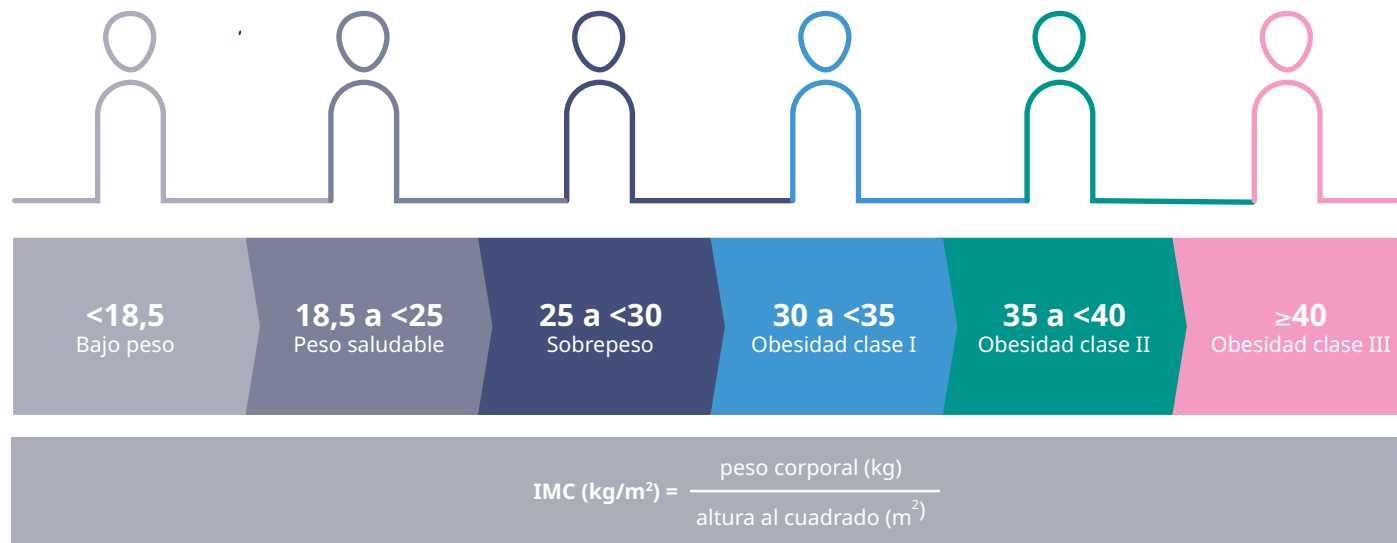 <18,5
Bajo peso
18,5 a <25
Peso saludable
25 a <30
Sobrepeso
30 a <35
Obesidad clase I
35 a <40
Obesidad clase II
≥40
Obesidad clase III
IMC (kg/m²) =
peso corporal (kg)
altura al cuadrado (m²)